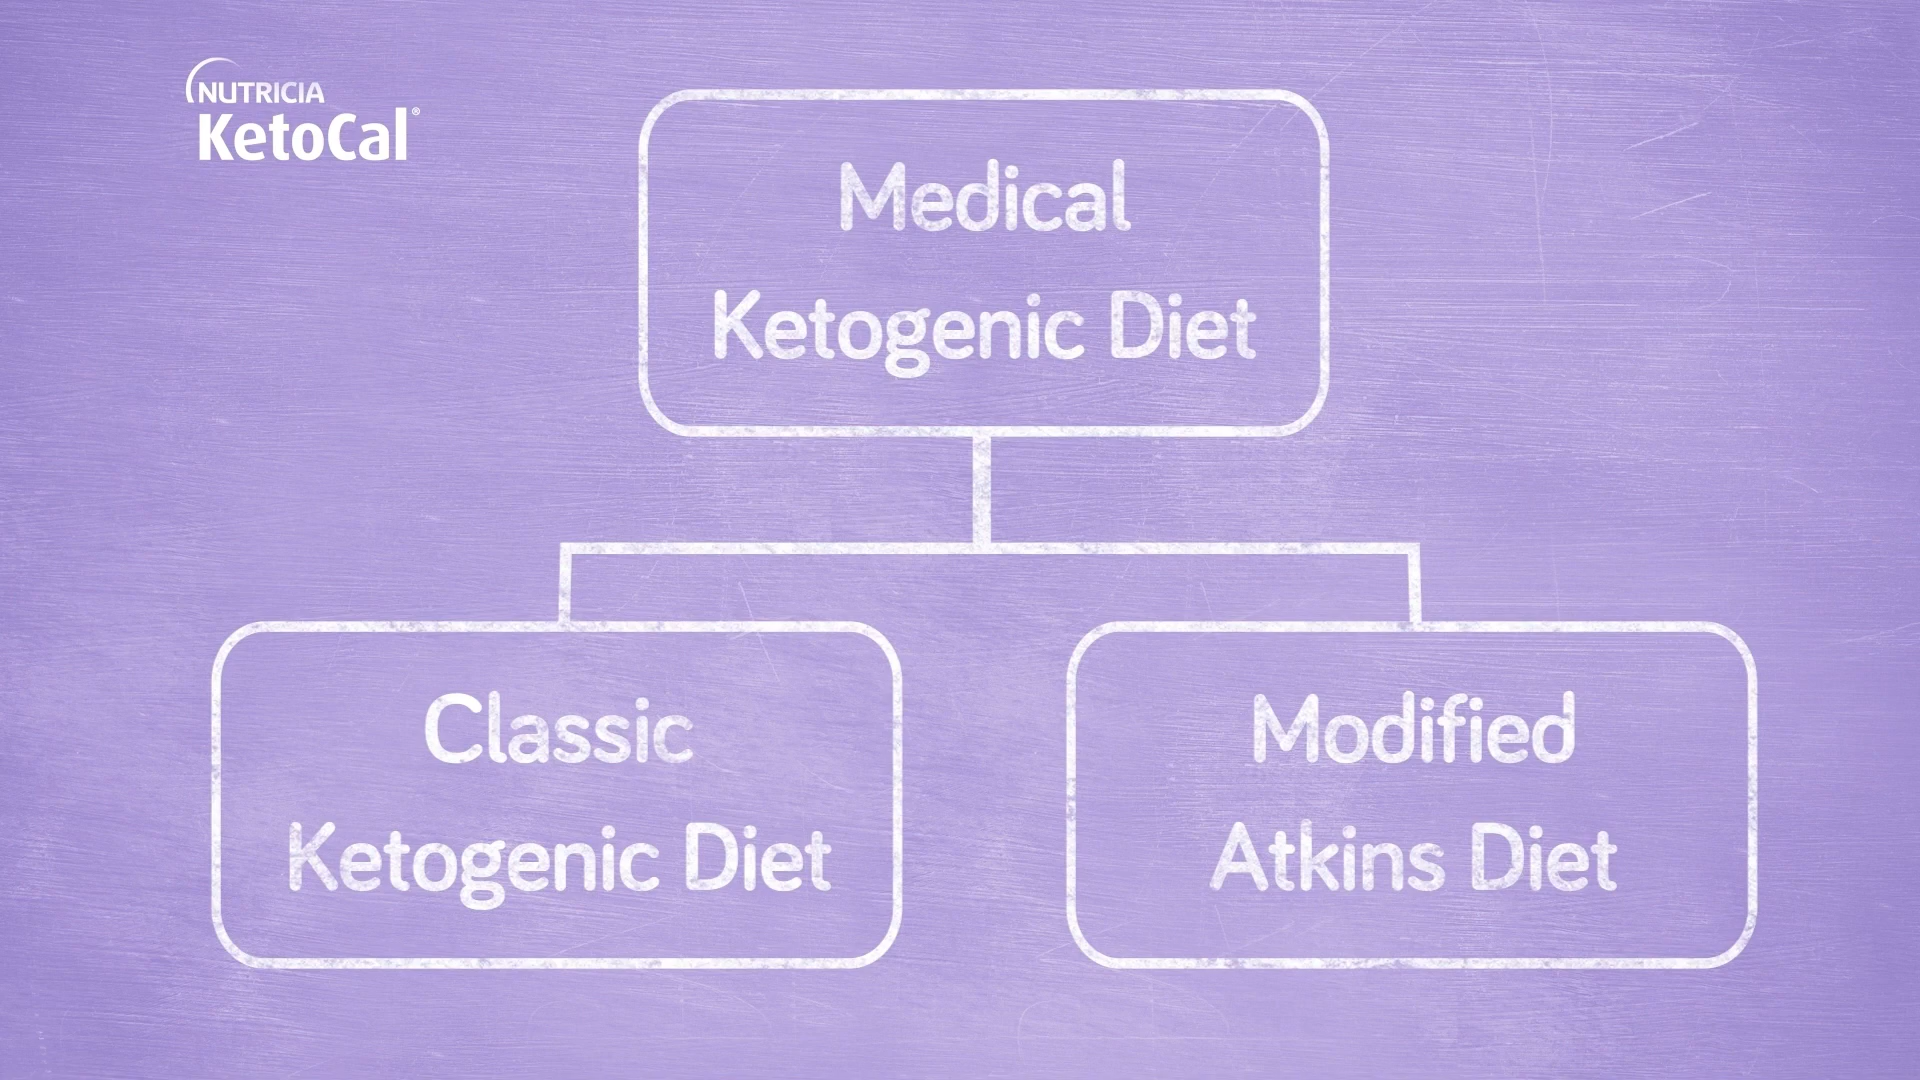 NUTRICIA
KetoCal®
Medical
Ketogenic Diet
Classic
Ketogenic Diet
Modified
Atkins Diet